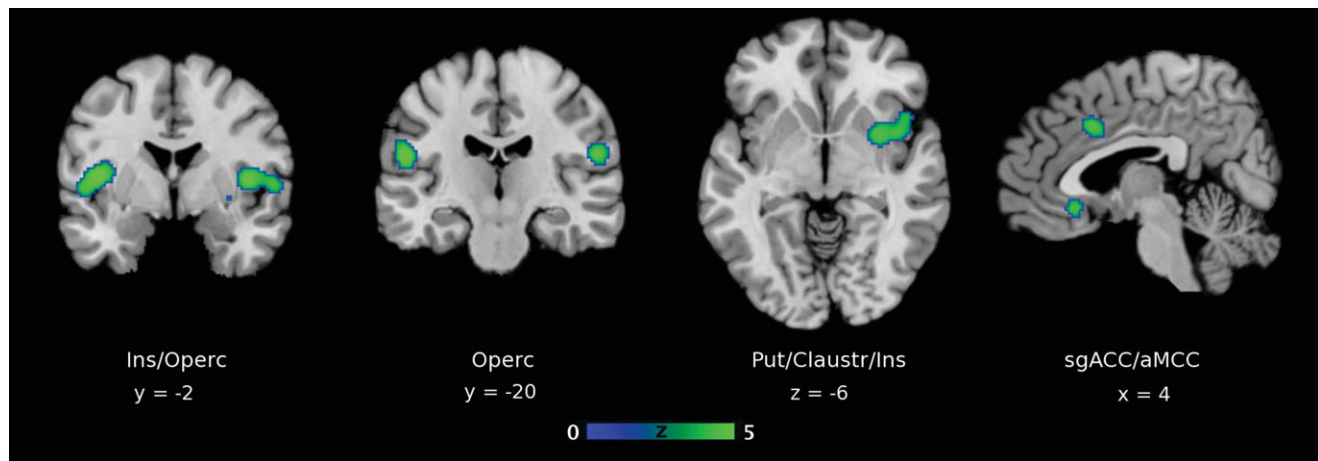 Ins/Operc
y = -2
Operc
y = -20
Put/Claustr/Ins
z = -6
sgACC/aMCC
x = 4
0 Z 5